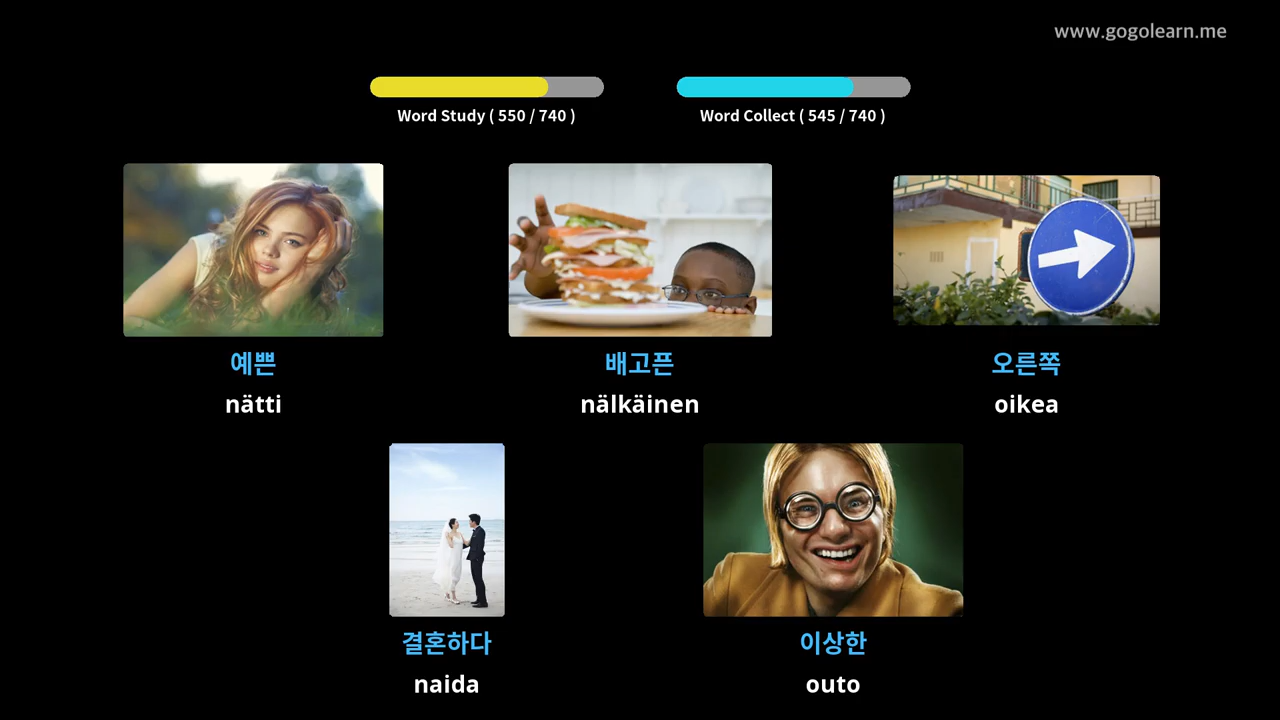 www.gogolearn.me
Word Study ( 550 / 740 )
Word Collect ( 545 / 740 )
예쁜
nätti
배고픈
nälkäinen
오른쪽
oikea
결혼하다
naida
이상한
outo